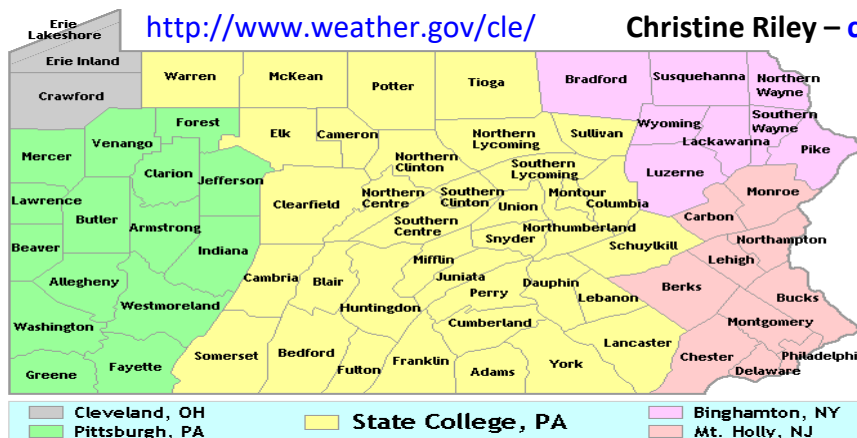 http://www.weather.gov/cle/ Christine Riley – c
Erie
Lakeshore
Erie Inland
Crawford
Warren
McKean
Potter
Tioga
Bradford
Susquehanna
Northern
Wayne
Mercer
Venango
Forest
Elk
Cameron
Northern
Lycoming
Sullivan
Wyoming
Lackawanna
Southern
Wayne
Pike
Clarion
Jefferson
Northern
Clinton
Southern
Lycoming
Luzerne
Monroe
Lawrence
Butler
Armstrong
Clearfield
Northern
Centre
Southern
Clinton
Union
Montour
Columbia
Carbon
Southern
Centre
Snyder
Northumberland
Schuylkill
Northampton
Lehigh
Beaver
Indiana
Allegheny
Westmoreland
Cambria
Blair
Mifflin
Juniata
Perry
Dauphin
Lebanon
Berks
Bucks
Washington
Huntingdon
Cumberland
Lancaster
Montgomery
Philadelphi
Greene
Fayette
Somerset
Bedford
Fulton
Franklin
Adams
York
Chester
Delaware
Cleveland, OH
Pittsburgh, PA
State College, PA
Binghamton, NY
Mt. Holly, NJ